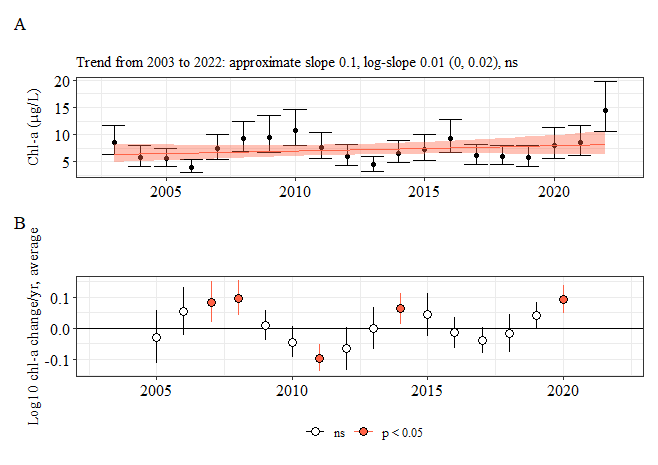 A
Trend from 2003 to 2022: approximate slope 0.1, log-slope 0.01 (0, 0.02), ns
Chl-a (μg/L)
20
15
10
5
2005 2010 2015 2020
B
Log10 chl-a change/yr, average
0.1
0.0
-0.1
2005 2010 2015 2020
ns p < 0.05